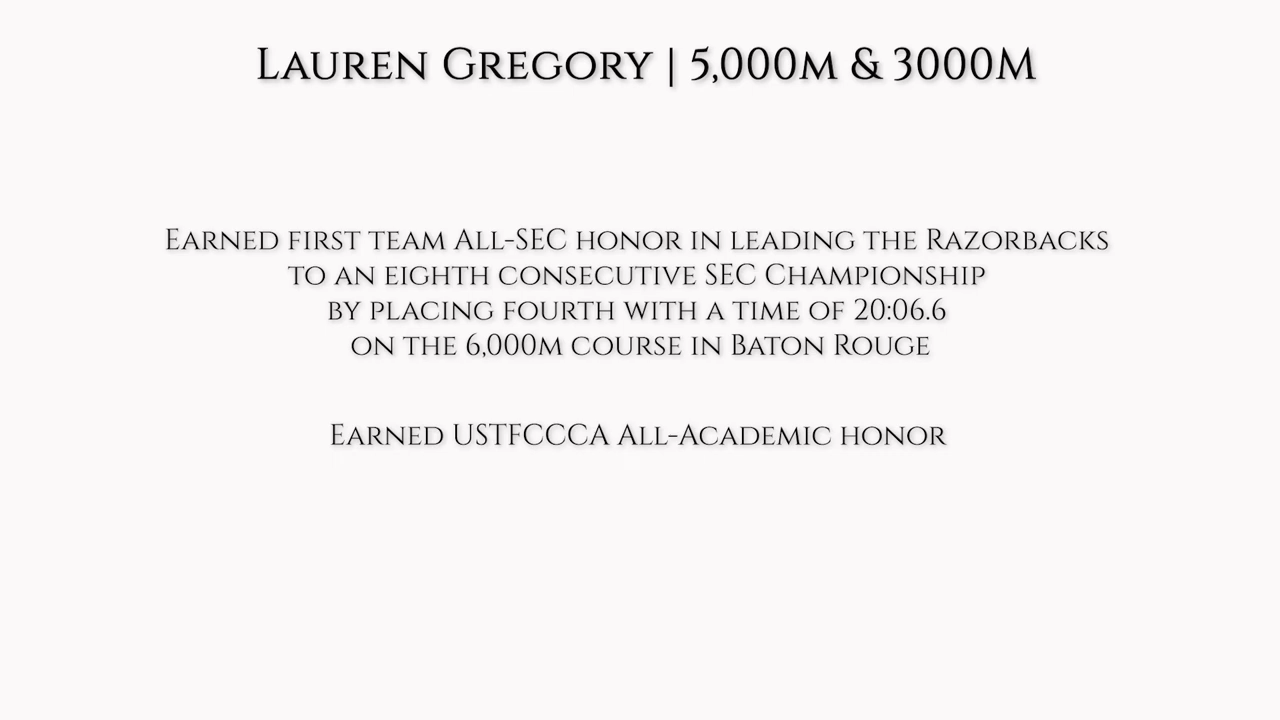 Lauren Gregory | 5,000m & 3000m
Earned first team All-SEC honor in leading the Razorbacks
to an eighth consecutive SEC Championship
by placing fourth with a time of 20:06.6
on the 6,000m course in Baton Rouge
Earned USTFCCCA All-Academic honor